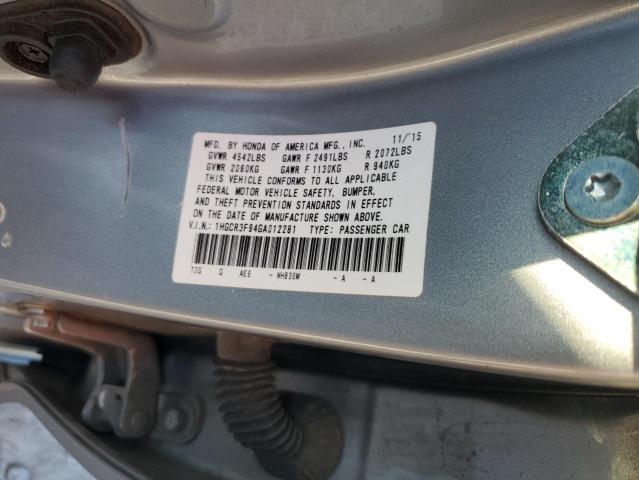 MFD. BY HONDA OF AMERICA MFG., INC. 11/15
GVWR 4542LBS GAWR F 2491LBS R 2072LBS
GVWR 2060KG GAWR F 1130KG R 940KG
THIS VEHICLE CONFORMS TO ALL APPLICABLE
FEDERAL MOTOR VEHICLE SAFETY, BUMPER,
AND THEFT PREVENTION STANDARDS IN EFFECT
ON THE DATE OF MANUFACTURE SHOWN ABOVE.
V.I.N.: 1HGCR3F94GA012281 TYPE: PASSENGER CAR
T2G G AE9 - NH830M - A - A